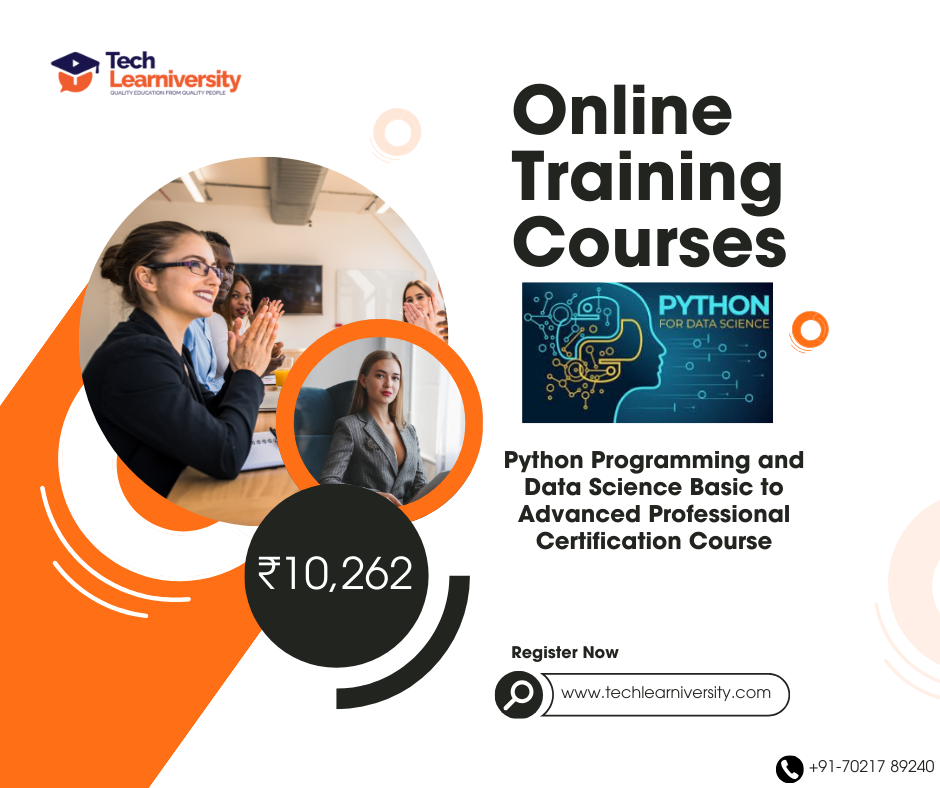 Tech
Learniversity
QUALITY EDUCATION FROM QUALITY PEOPLE
Online
Training
Courses
PYTHON
FOR DATA SCIENCE
Python Programming and
Data Science Basic to
Advanced Professional
Certification Course
₹10,262
Register Now
www.techlearniversity.com
+91-70217 89240